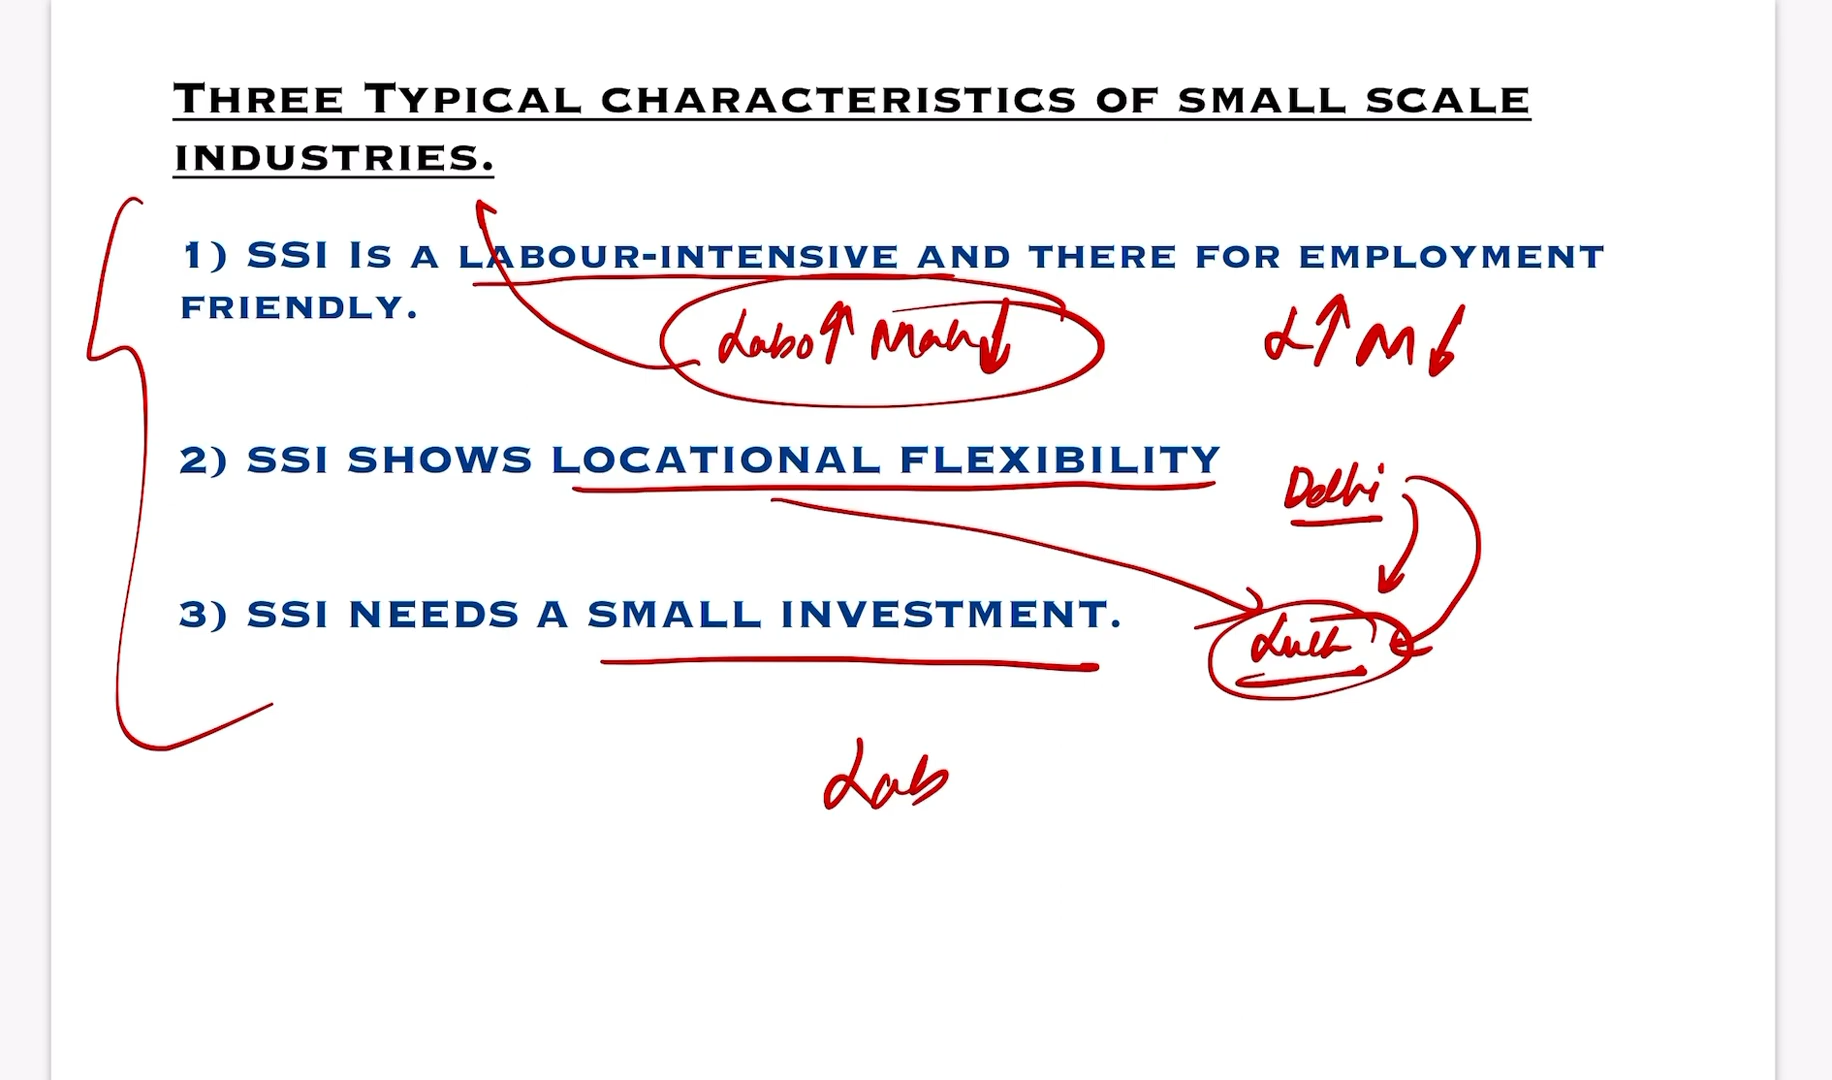 THREE TYPICAL CHARACTERISTICS OF SMALL SCALE
INDUSTRIES.
1) SSI IS A LABOUR-INTENSIVE AND THERE FOR EMPLOYMENT
FRIENDLY.
Labo↑ Mah↓ L↑ M↓
2) SSI SHOWS LOCATIONAL FLEXIBILITY
Delhi
3) SSI NEEDS A SMALL INVESTMENT.
Lab